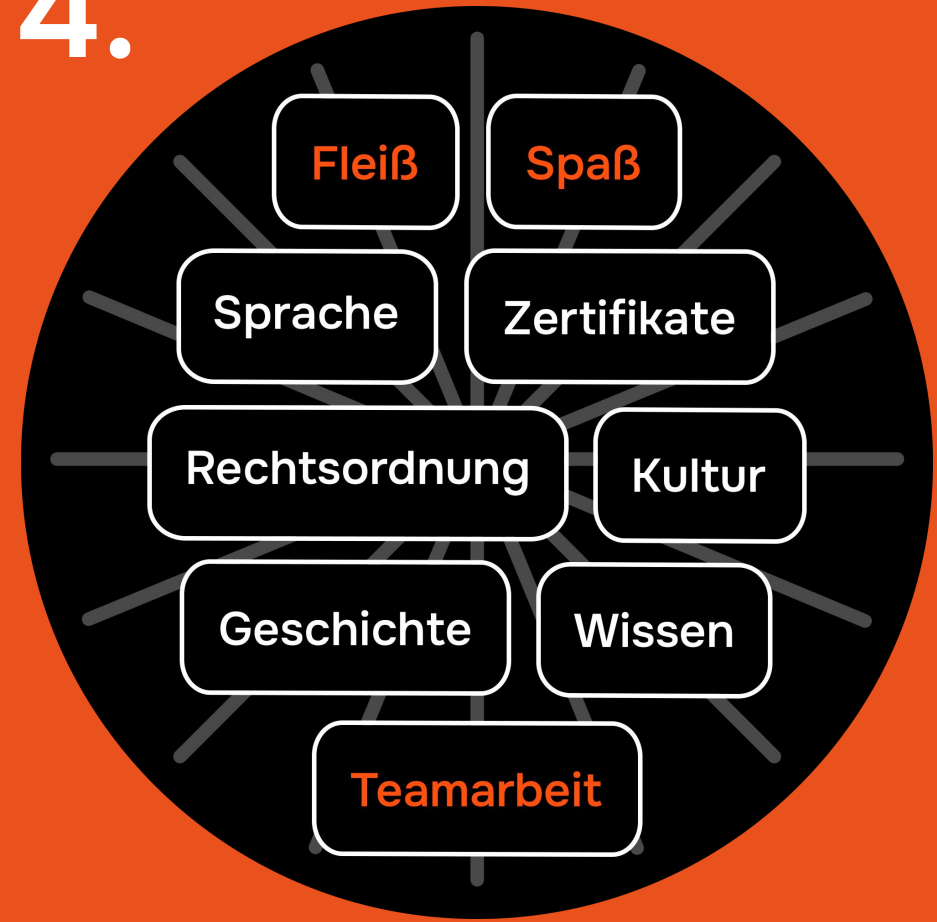 4.
Fleiß Spaß
Sprache Zertifikate
Rechtsordnung Kultur
Geschichte Wissen
Teamarbeit